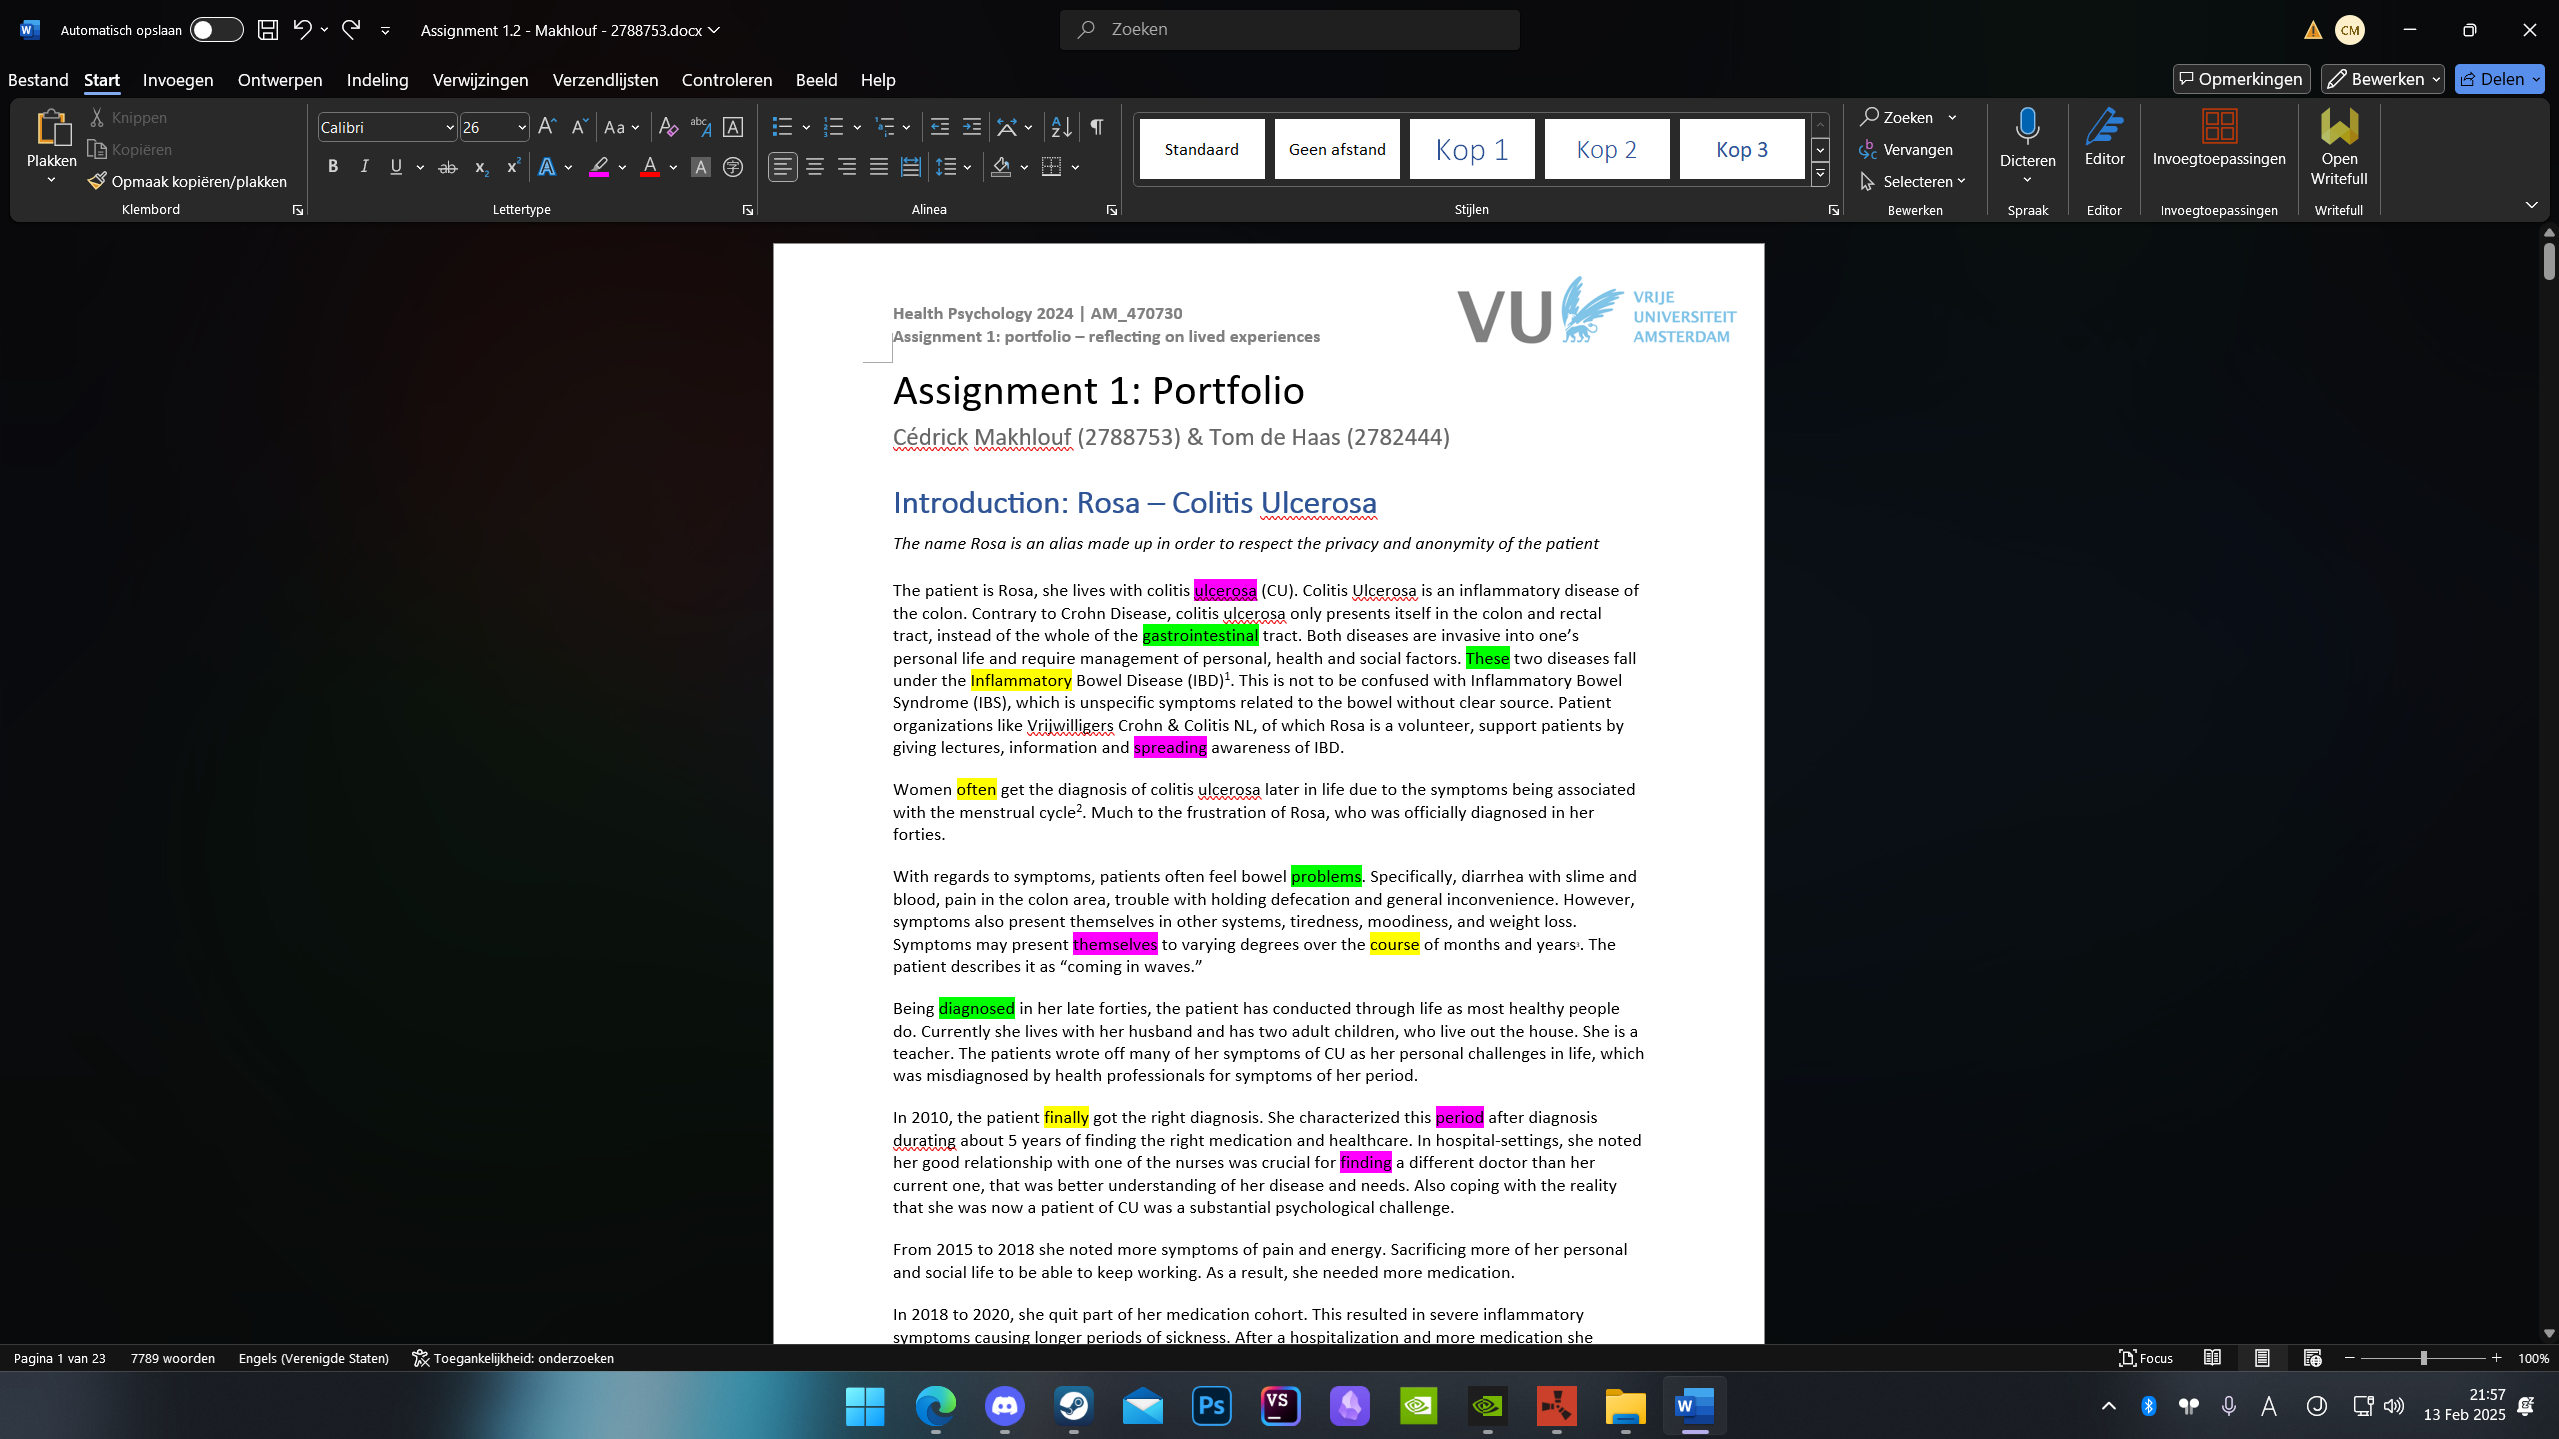 Automatisch opslaan
Assignment 1.2 - Makhlouf - 2788753.docx
Zoeken
CM
Bestand Start Invoegen Ontwerpen Indeling Verwijzingen Verzendlijsten Controleren Beeld Help
Opmerkingen Bewerken Delen
Plakken
Knippen
Kopiëren
Opmaak kopiëren/plakken
Klembord
Calibri 26
Lettertype
Alinea
Standaard Geen afstand Kop 1 Kop 2 Kop 3
Stijlen
Zoeken
Vervangen
Selecteren
Bewerken
Dicteren
Spraak
Editor
Editor
Invoegtoepassingen
Invoegtoepassingen
Open
Writefull
Writefull
Health Psychology 2024 | AM_470730
Assignment 1: portfolio – reflecting on lived experiences
VU VRIJE
UNIVERSITEIT
AMSTERDAM
Assignment 1: Portfolio
Cédrick Makhlouf (2788753) & Tom de Haas (2782444)
Introduction: Rosa – Colitis Ulcerosa
The name Rosa is an alias made up in order to respect the privacy and anonymity of the patient
The patient is Rosa, she lives with colitis ulcerosa (CU). Colitis Ulcerosa is an inflammatory disease of
the colon. Contrary to Crohn Disease, colitis ulcerosa only presents itself in the colon and rectal
tract, instead of the whole of the gastrointestinal tract. Both diseases are invasive into one’s
personal life and require management of personal, health and social factors. These two diseases fall
under the Inflammatory Bowel Disease (IBD)1. This is not to be confused with Inflammatory Bowel
Syndrome (IBS), which is unspecific symptoms related to the bowel without clear source. Patient
organizations like Vrijwilligers Crohn & Colitis NL, of which Rosa is a volunteer, support patients by
giving lectures, information and spreading awareness of IBD.
Women often get the diagnosis of colitis ulcerosa later in life due to the symptoms being associated
with the menstrual cycle2. Much to the frustration of Rosa, who was officially diagnosed in her
forties.
With regards to symptoms, patients often feel bowel problems. Specifically, diarrhea with slime and
blood, pain in the colon area, trouble with holding defecation and general inconvenience. However,
symptoms also present themselves in other systems, tiredness, moodiness, and weight loss.
Symptoms may present themselves to varying degrees over the course of months and years3. The
patient describes it as “coming in waves.”
Being diagnosed in her late forties, the patient has conducted through life as most healthy people
do. Currently she lives with her husband and has two adult children, who live out the house. She is a
teacher. The patients wrote off many of her symptoms of CU as her personal challenges in life, which
was misdiagnosed by health professionals for symptoms of her period.
In 2010, the patient finally got the right diagnosis. She characterized this period after diagnosis
durating about 5 years of finding the right medication and healthcare. In hospital-settings, she noted
her good relationship with one of the nurses was crucial for finding a different doctor than her
current one, that was better understanding of her disease and needs. Also coping with the reality
that she was now a patient of CU was a substantial psychological challenge.
From 2015 to 2018 she noted more symptoms of pain and energy. Sacrificing more of her personal
and social life to be able to keep working. As a result, she needed more medication.
In 2018 to 2020, she quit part of her medication cohort. This resulted in severe inflammatory
symptoms causing longer periods of sickness. After a hospitalization and more medication she
Pagina 1 van 23 7789 woorden Engels (Verenigde Staten) Toegankelijkheid: onderzoeken
Focus 100%
21:57
13 Feb 2025